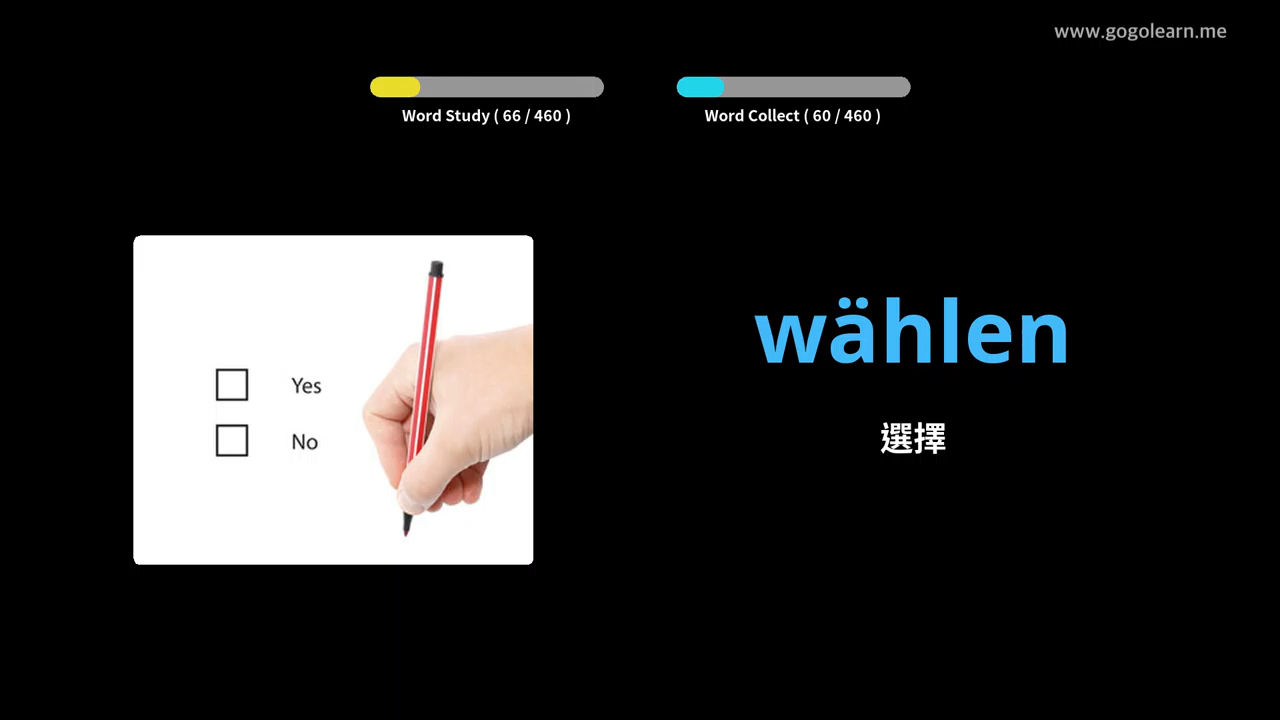 www.gogolearn.me
Word Study ( 66 / 460 )
Word Collect ( 60 / 460 )
Yes
No
wählen
選擇